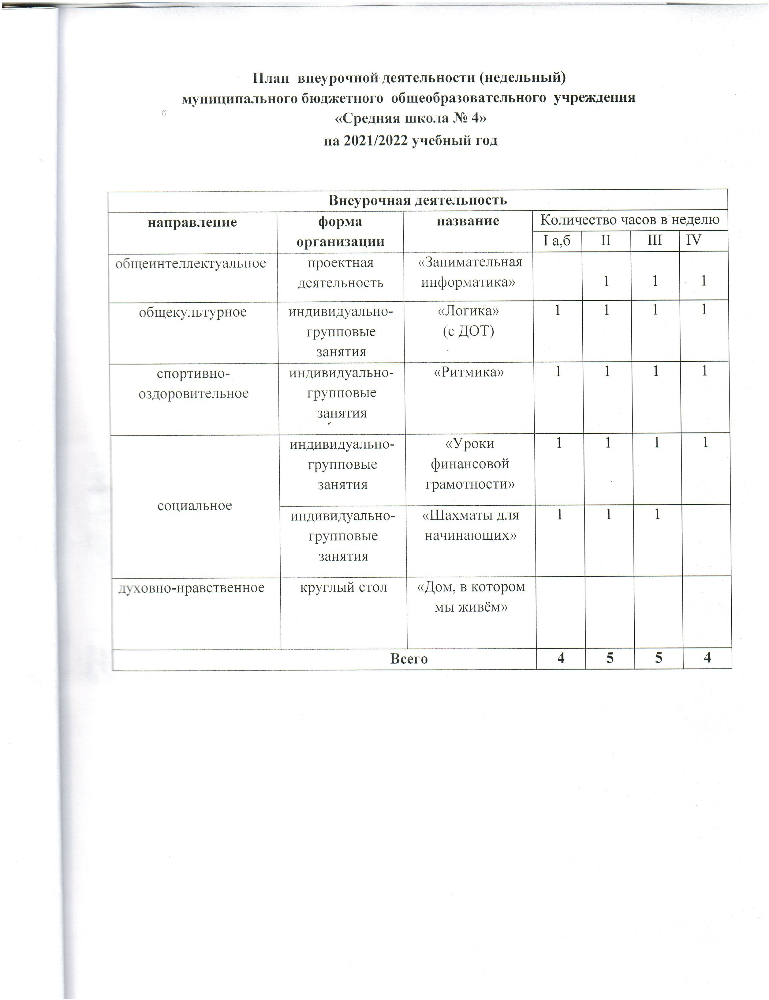 План внеурочной деятельности (недельный)
муниципального бюджетного общеобразовательного учреждения
«Средняя школа № 4»
на 2021/2022 учебный год
Внеурочная деятельность
направление
форма
организации
название
Количество часов в неделю
I а,б II III IV
общеинтеллектуальное
проектная
деятельность
«Занимательная
информатика»
1 1 1
общекультурное
индивидуально-
групповые
занятия
«Логика»
(с ДОТ)
1 1 1 1
спортивно-
оздоровительное
индивидуально-
групповые
занятия
«Ритмика»
1 1 1 1
социальное
индивидуально-
групповые
занятия
«Уроки
финансовой
грамотности»
1 1 1 1
индивидуально-
групповые
занятия
«Шахматы для
начинающих»
1 1 1
духовно-нравственное
круглый стол
«Дом, в котором
мы живём»
Всего 4 5 5 4